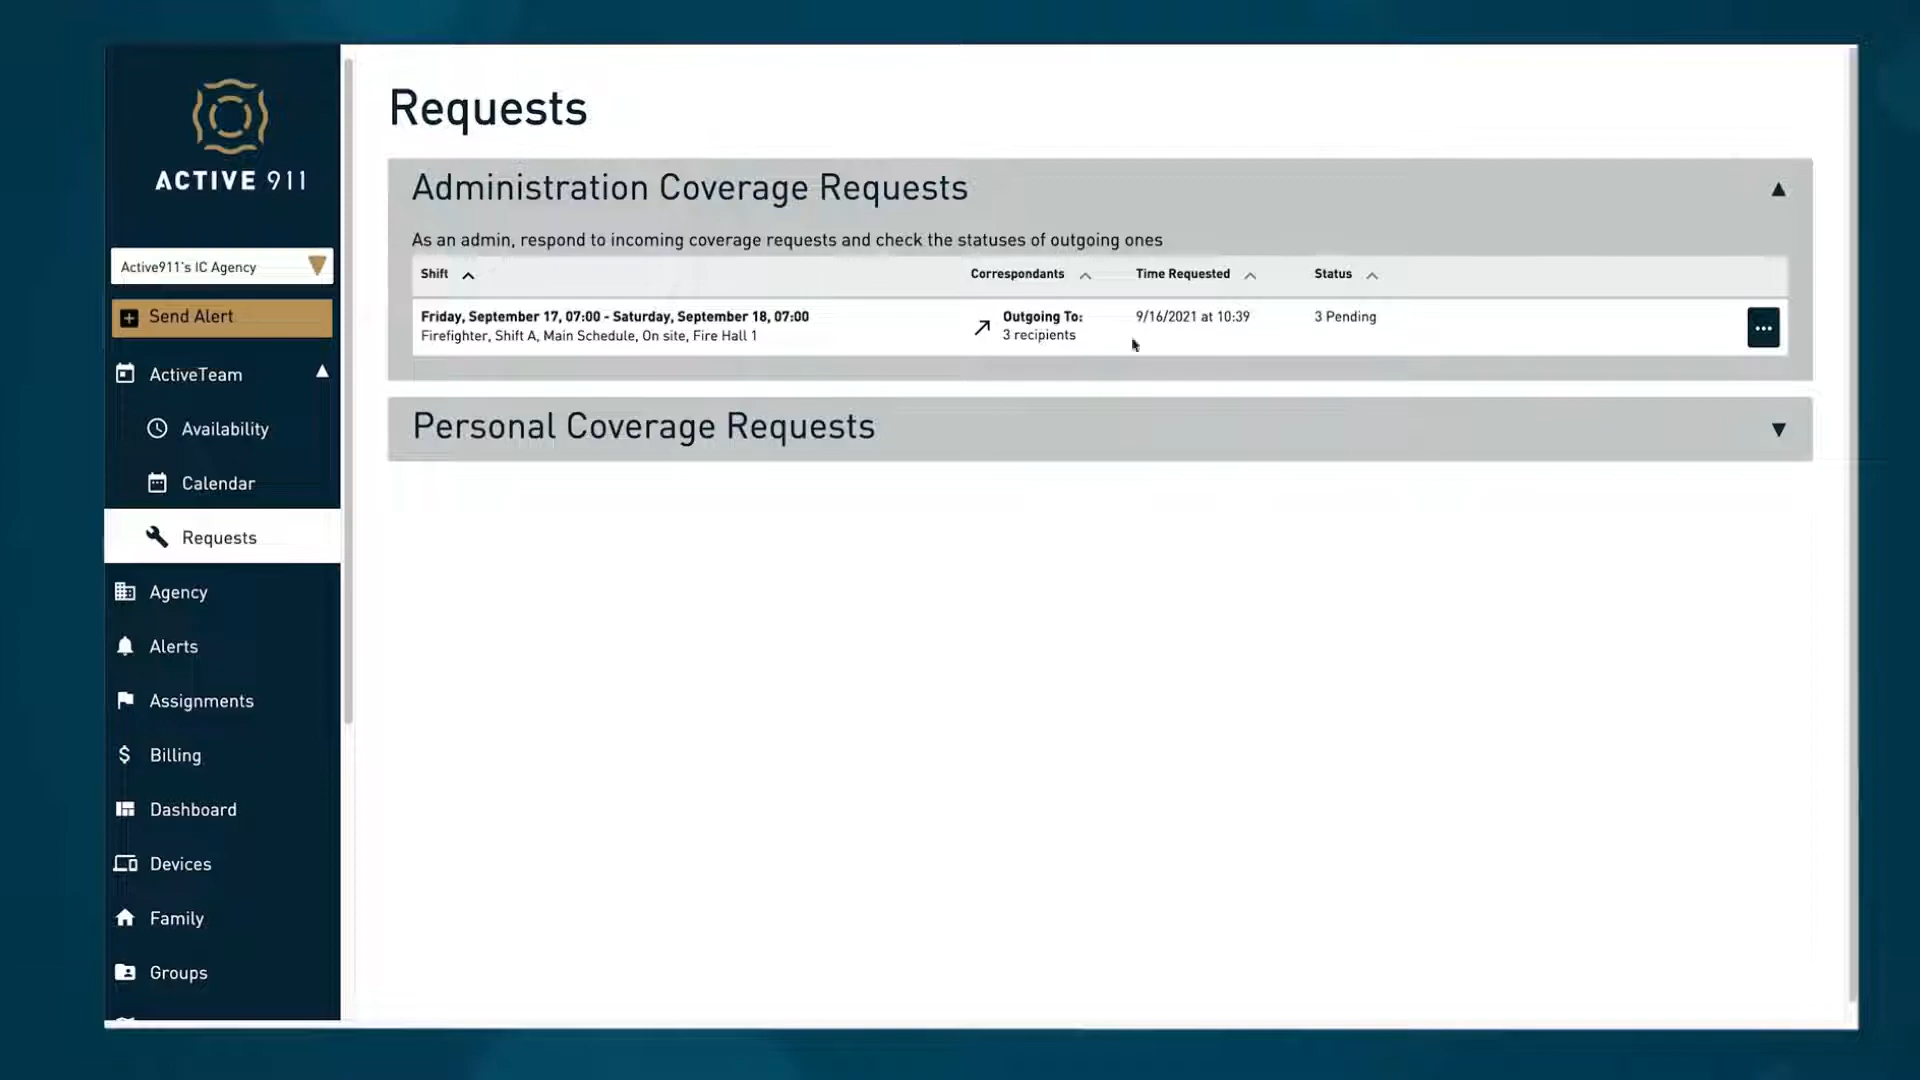 ACTIVE 911
Active911's IC Agency
Send Alert
ActiveTeam
Availability
Calendar
Requests
Agency
Alerts
Assignments
Billing
Dashboard
Devices
Family
Groups
Requests
Administration Coverage Requests
As an admin, respond to incoming coverage requests and check the statuses of outgoing ones
Shift Correspondants Time Requested Status
Friday, September 17, 07:00 - Saturday, September 18, 07:00 Outgoing To: 9/16/2021 at 10:39 3 Pending
Firefighter, Shift A, Main Schedule, On site, Fire Hall 1 3 recipients
Personal Coverage Requests